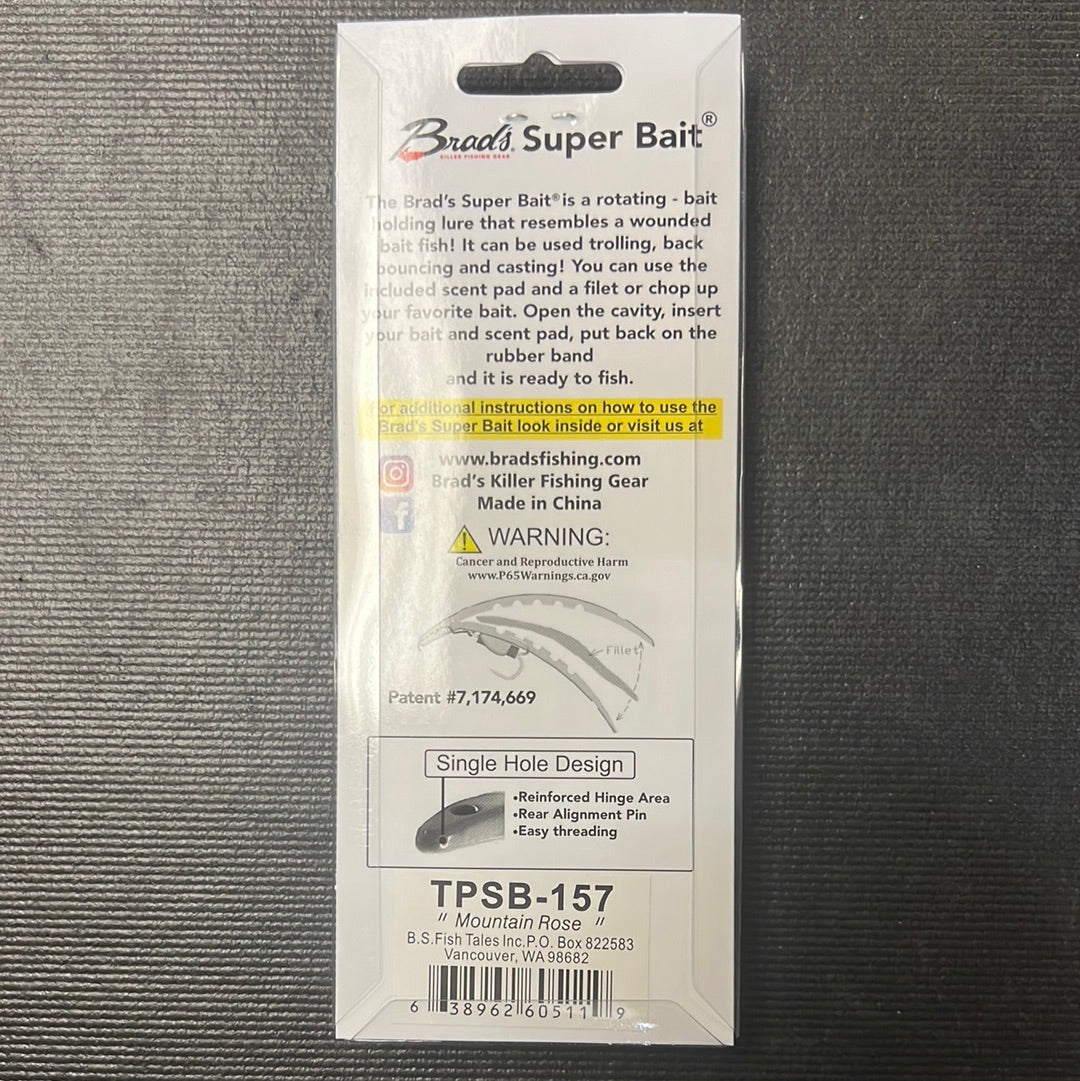 Brad's Super Bait®
KILLER FISHING GEAR
The Brad's Super Bait® is a rotating - bait
holding lure that resembles a wounded
bait fish! It can be used trolling, back
bouncing and casting! You can use the
included scent pad and a filet or chop up
your favorite bait. Open the cavity, insert
your bait and scent pad, put back on the
rubber band
and it is ready to fish.
For additional instructions on how to use the
Brad's Super Bait look inside or visit us at
www.bradsfishing.com
Brad's Killer Fishing Gear
f
Made in China
! WARNING:
Cancer and Reproductive Harm
www.P65Warnings.ca.gov
Fillet
Patent #7,174,669
Single Hole Design
•Reinforced Hinge Area
•Rear Alignment Pin
•Easy threading
TPSB-157
" Mountain Rose "
B.S.Fish Tales Inc.P.O. Box 822583
Vancouver, WA 98682
6 38962 60511 9